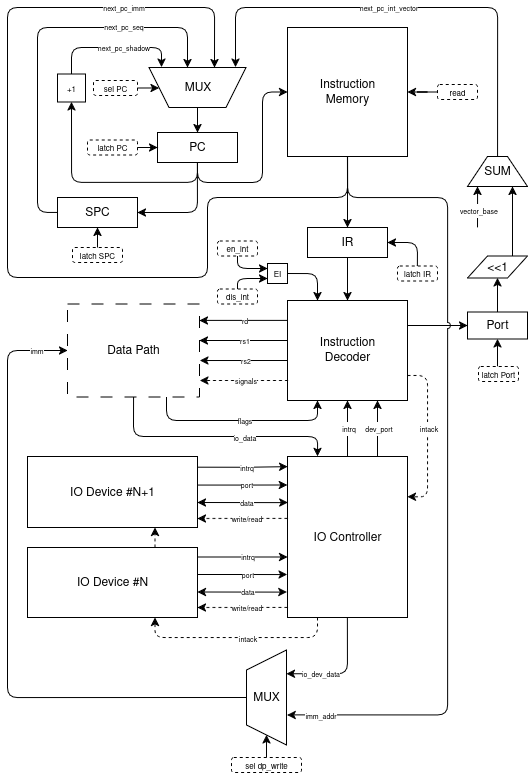 next_pc_imm
next_pc_int_vector
next_pc_seq
next_pc_shadow
+1
sel PC
MUX
Instruction
Memory
read
latch PC
PC
SUM
SPC
vector_base
latch SPC
en_int
IR
EI
latch IR
<<1
dis_int
Data Path
rd
rs1
rs2
signals
Instruction
Decoder
Port
imm
latch Port
flags
io_data
intrq
dev_port
intack
IO Device #N+1
intrq
port
data
write/read
IO Controller
IO Device #N
intrq
port
data
write/read
intack
io_dev_data
MUX
imm_addr
sel dp_write